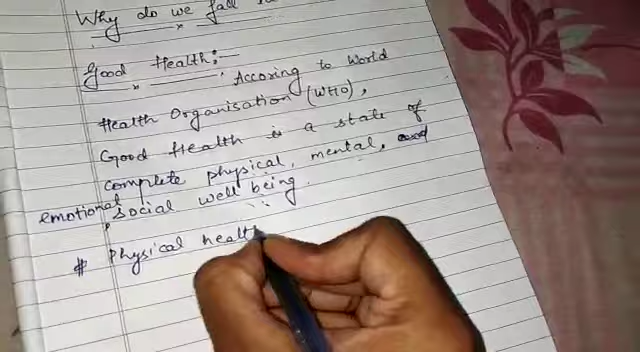 Why do we fall
Good Health:-
Accoring to World
Health Organisation (WHO),
Good Health is a state of
complete physical, mental, and
emotional
, social well being
# Physical healt